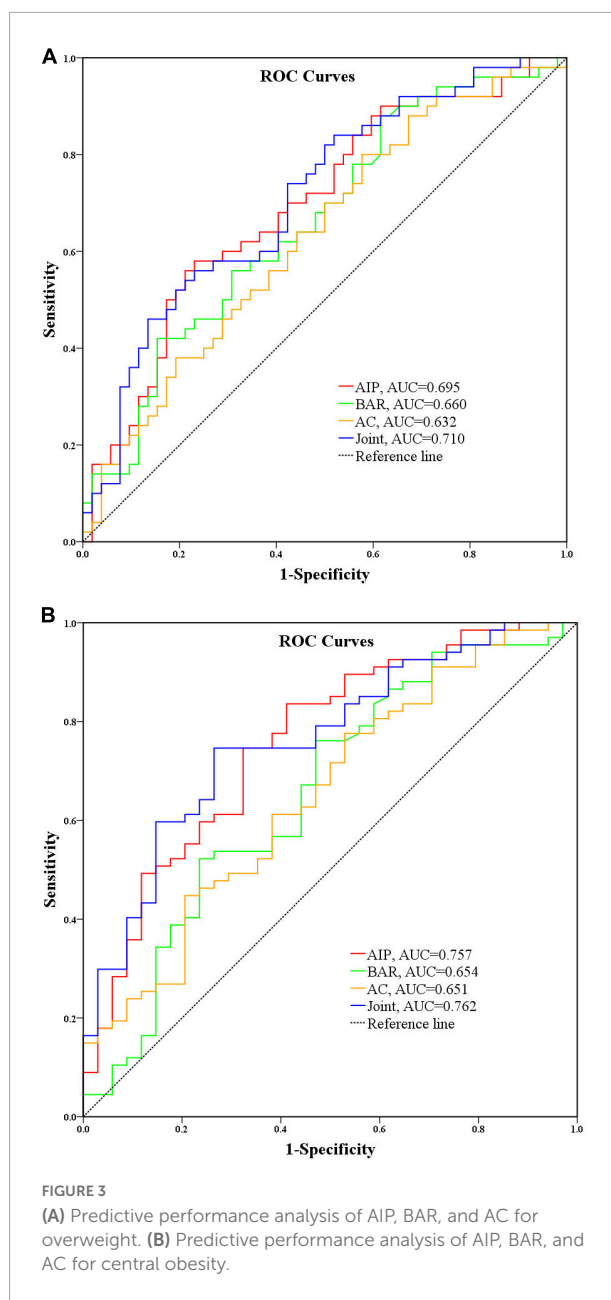 A
ROC Curves
1.0
0.8
0.6
0.4
0.2
0.0
Sensitivity
AIP, AUC=0.695
BAR, AUC=0.660
AC, AUC=0.632
Joint, AUC=0.710
Reference line
0.0 0.2 0.4 0.6 0.8 1.0
1-Specificity
B
ROC Curves
1.0
0.8
0.6
0.4
0.2
0.0
Sensitivity
AIP, AUC=0.757
BAR, AUC=0.654
AC, AUC=0.651
Joint, AUC=0.762
Reference line
0.0 0.2 0.4 0.6 0.8 1.0
1-Specificity
FIGURE 3
(A) Predictive performance analysis of AIP, BAR, and AC for
overweight. (B) Predictive performance analysis of AIP, BAR, and
AC for central obesity.